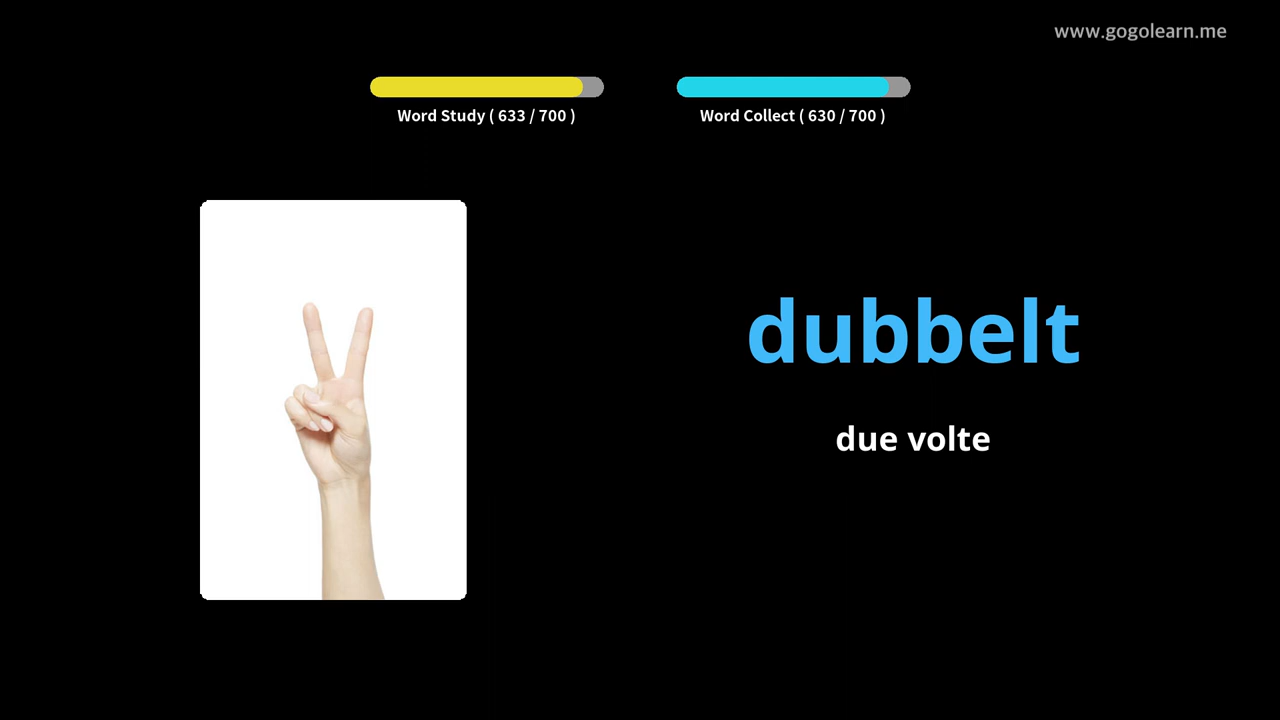 www.gogolearn.me
Word Study ( 633 / 700 )
Word Collect ( 630 / 700 )
dubbelt
due volte